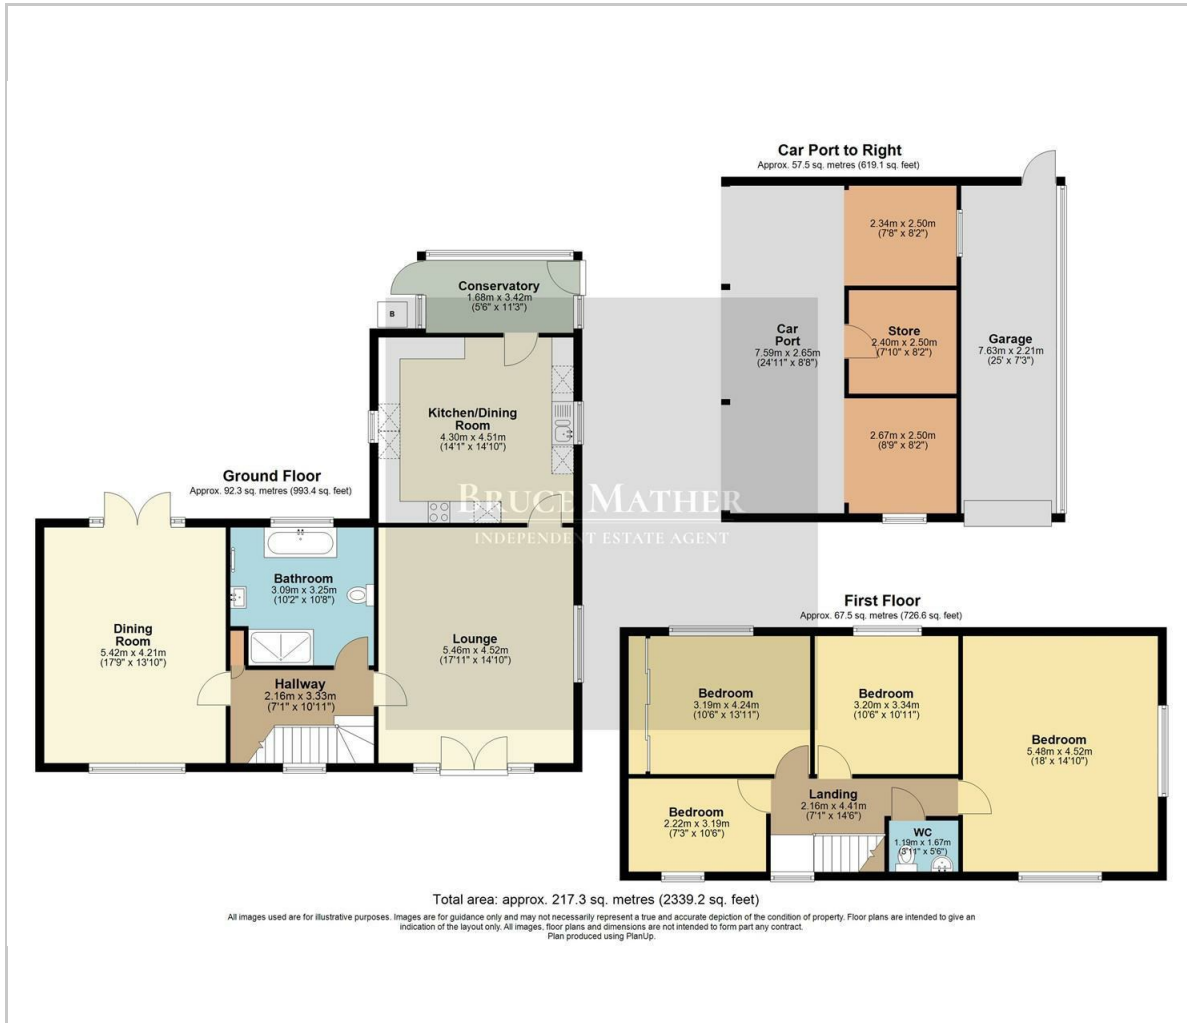 Car Port to Right
Approx. 57.5 sq. metres (619.1 sq. feet)
2.34m x 2.50m
(7'8" x 8'2")
Conservatory
1.68m x 3.42m
(5'6" x 11'3")
B
Car
Port
7.59m x 2.65m
(24'11" x 8'8")
Store
2.40m x 2.50m
(7'10" x 8'2")
Garage
7.63m x 2.21m
(25' x 7'3")
Kitchen/Dining
Room
4.30m x 4.51m
(14'1" x 14'10")
2.67m x 2.50m
(8'9" x 8'2")
Ground Floor
Approx. 92.3 sq. metres (993.4 sq. feet)
BRUCE MATHER
INDEPENDENT ESTATE AGENT
Bathroom
3.09m x 3.25m
(10'2" x 10'8")
Dining
Room
5.42m x 4.21m
(17'9" x 13'10")
Lounge
5.46m x 4.52m
(17'11" x 14'10")
Hallway
2.16m x 3.33m
(7'1" x 10'11")
First Floor
Approx. 67.5 sq. metres (726.6 sq. feet)
Bedroom
3.19m x 4.24m
(10'6" x 13'11")
Bedroom
3.20m x 3.34m
(10'6" x 10'11")
Bedroom
5.48m x 4.52m
(18' x 14'10")
Landing
2.16m x 4.41m
(7'1" x 14'6")
Bedroom
2.22m x 3.19m
(7'3" x 10'6")
WC
1.19m x 1.67m
(3'11" x 5'6")
Total area: approx. 217.3 sq. metres (2339.2 sq. feet)
All images used are for illustrative purposes. Images are for guidance only and may not necessarily represent a true and accurate depiction of the condition of property. Floor plans are intended to give an
indication of the layout only. All images, floor plans and dimensions are not intended to form part any contract.
Plan produced using PlanUp.